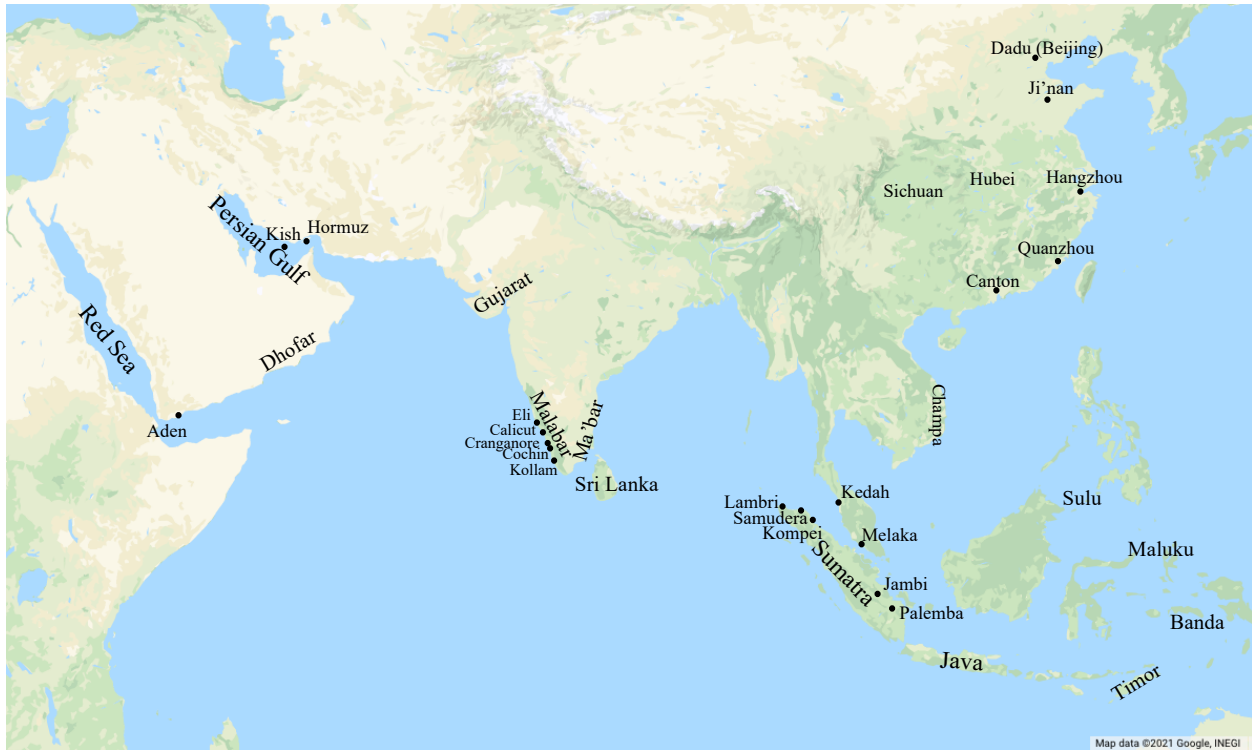 Dadu (Beijing)
Ji’nan
Hubei
Hangzhou
Sichuan
Persian Gulf
Hormuz
Kish
Quanzhou
Canton
Gujarat
Red Sea
Dhofar
Champa
Eli
Malabar
Ma’bar
Calicut
Aden
Cranganore
Cochin
Kollam
Sri Lanka
Kedah
Sulu
Lambri
Samudera
Kompei
Melaka
Maluku
Sumatra
Jambi
Palemba
Banda
Java
Timor
Map data ©2021 Google, INEGI